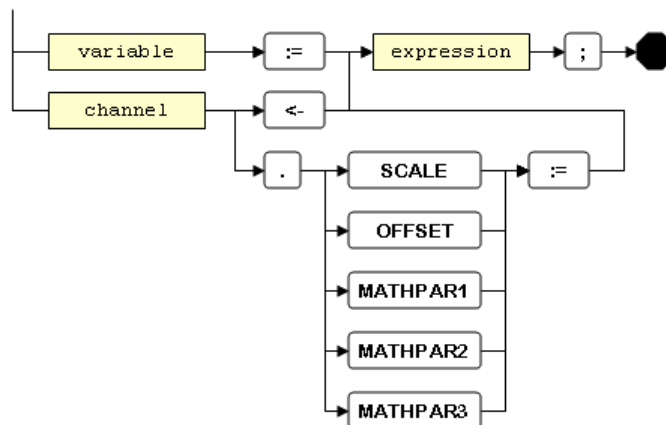 variable := expression ;
channel <-
. SCALE :=
OFFSET
MATHPAR1
MATHPAR2
MATHPAR3